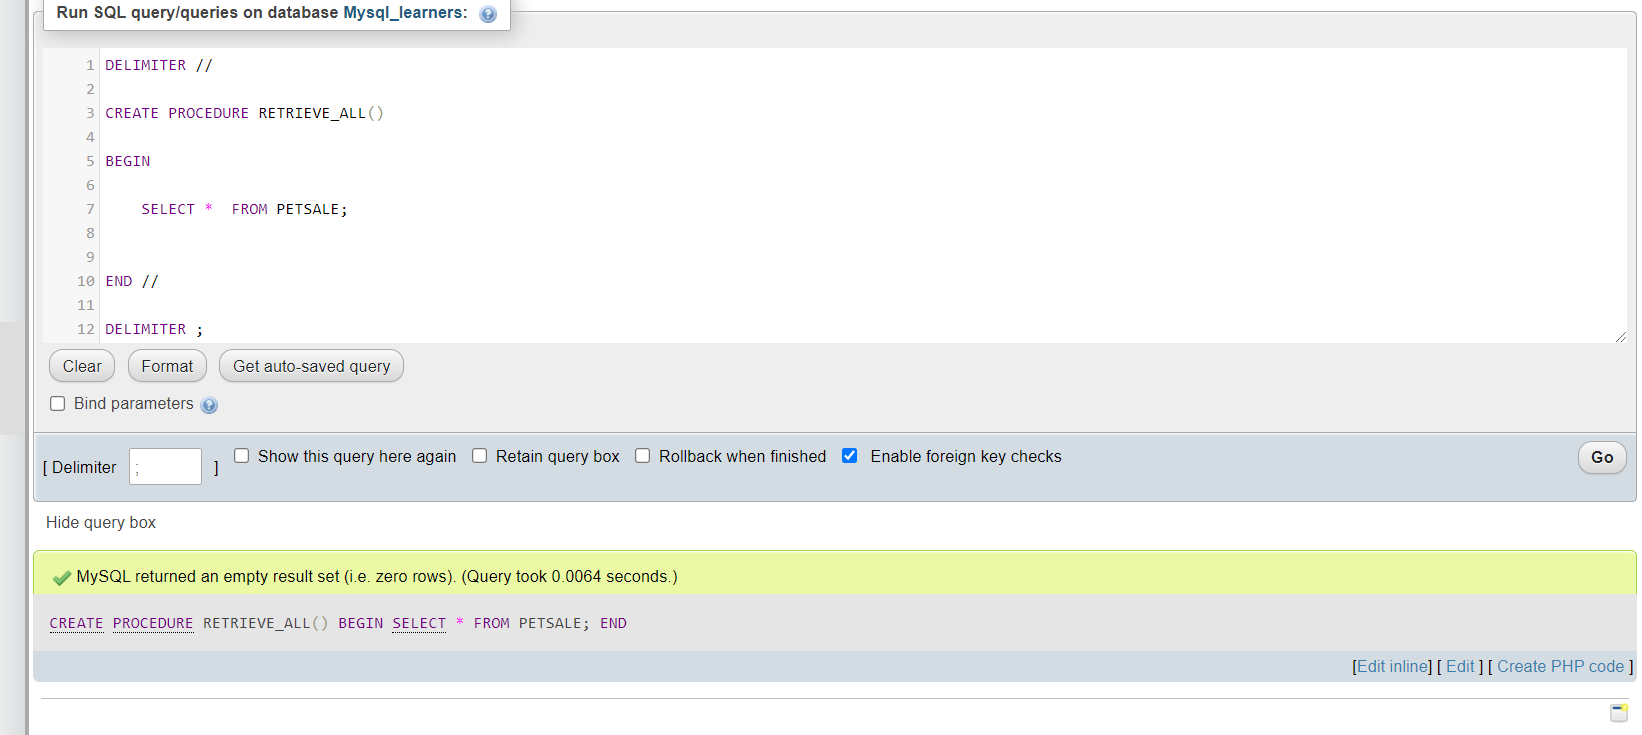 Run SQL query/queries on database Mysql_learners:
1 DELIMITER //
2
3 CREATE PROCEDURE RETRIEVE_ALL()
4
5 BEGIN
6
7 SELECT *  FROM PETSALE;
8
9
10 END //
11
12 DELIMITER ;
Clear Format Get auto-saved query
Bind parameters
[ Delimiter ; ] Show this query here again Retain query box Rollback when finished Enable foreign key checks Go
Hide query box
MySQL returned an empty result set (i.e. zero rows). (Query took 0.0064 seconds.)
CREATE PROCEDURE RETRIEVE_ALL() BEGIN SELECT * FROM PETSALE; END
[Edit inline] [ Edit ] [ Create PHP code ]